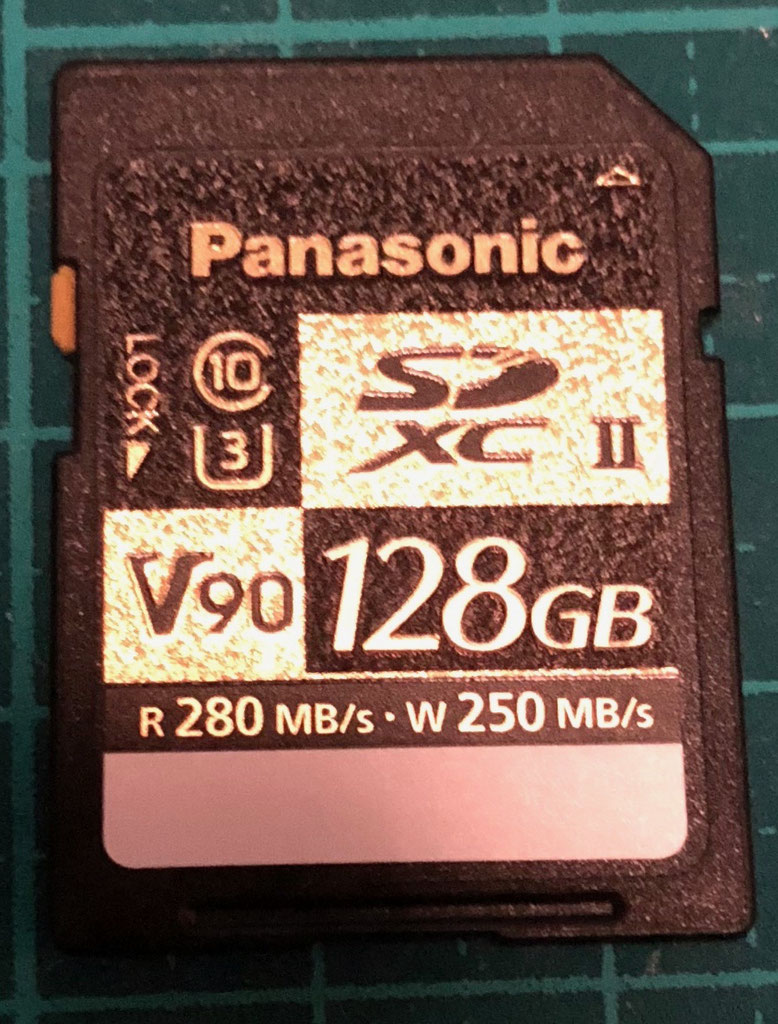 Panasonic
LOCK
10
3
SD
XC II
V90
128GB
R 280 MB/s · W 250 MB/s